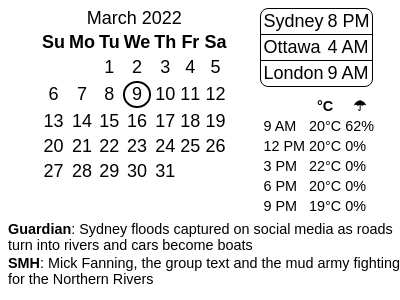 March 2022
Su Mo Tu We Th Fr Sa
1 2 3 4 5
6 7 8 9 10 11 12
13 14 15 16 17 18 19
20 21 22 23 24 25 26
27 28 29 30 31
Sydney 8 PM
Ottawa 4 AM
London 9 AM
°C ☂
9 AM 20°C 62%
12 PM 20°C 0%
3 PM 22°C 0%
6 PM 20°C 0%
9 PM 19°C 0%
Guardian: Sydney floods captured on social media as roads
turn into rivers and cars become boats
SMH: Mick Fanning, the group text and the mud army fighting
for the Northern Rivers